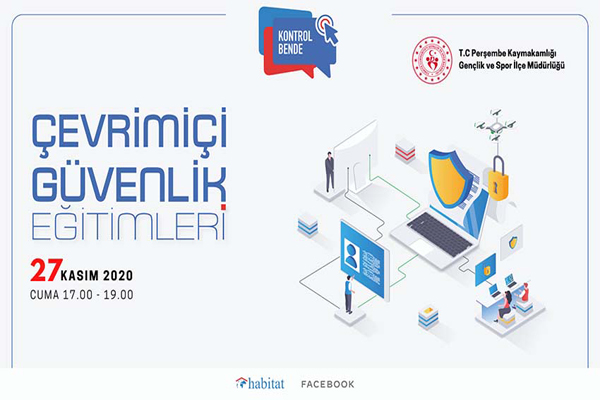 KONTROL
BENDE
T.C Perşembe Kaymakamlığı
Gençlik ve Spor İlçe Müdürlüğü
ÇEVRİMİÇİ
GÜVENLİK
EĞİTİMLERİ
27 KASIM 2020
CUMA 17.00 - 19.00
habitat FACEBOOK